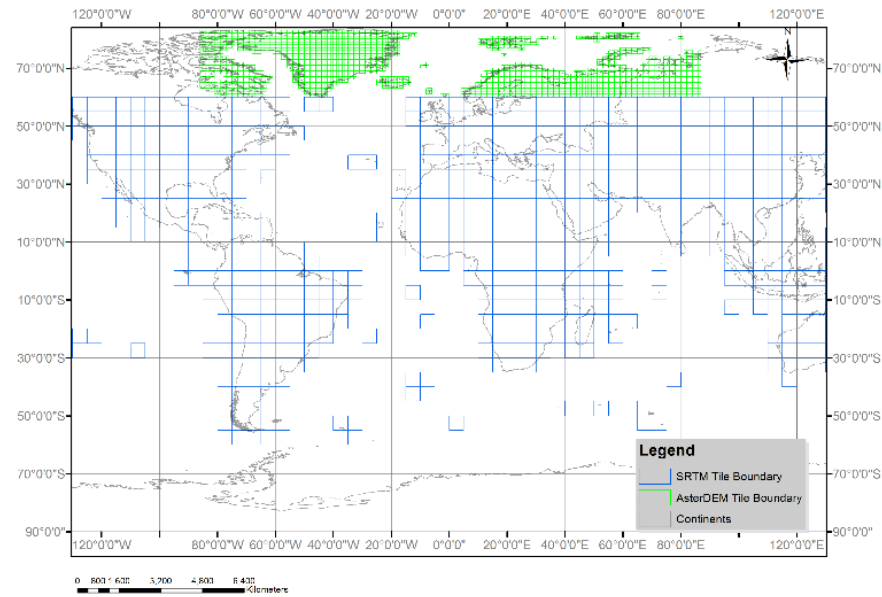 120°0'0"W 80°0'0"W 60°0'0"W 40°0'0"W 20°0'0"W 0°0'0"E 20°0'0"E 40°0'0"E 60°0'0"E 80°0'0"E 120°0'0"E
N
70°0'0"N 70°0'0"N
50°0'0"N 50°0'0"N
30°0'0"N 30°0'0"N
10°0'0"N 10°0'0"N
10°0'0"S 10°0'0"S
30°0'0"S 30°0'0"S
50°0'0"S 50°0'0"S
Legend
SRTM Tile Boundary
70°0'0"S 70°0'0"S
AsterDEM Tile Boundary
Continents
90°0'0" 90°0'0"S
120°0'0"W 80°0'0"W 60°0'0"W 40°0'0"W 20°0'0"W 0°0'0"E 20°0'0"E 40°0'0"E 60°0'0"E 80°0'0"E 120°0'0"E
0 800 1 600 3,200 4,800 6 400
Kilometers